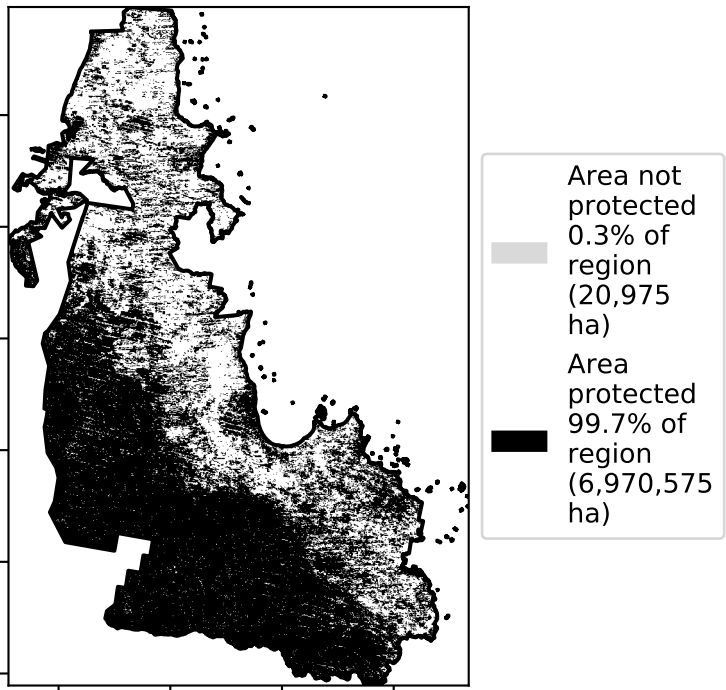 Area not
protected
0.3% of
region
(20,975
ha)
Area
protected
99.7% of
region
(6,970,575
ha)